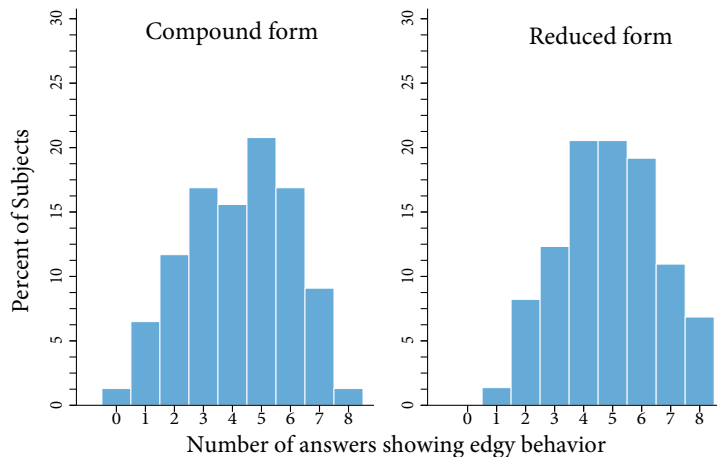 Compound form
Reduced form
Percent of Subjects
30
25
20
15
10
5
0
0 1 2 3 4 5 6 7 8
30
25
20
15
10
5
0
0 1 2 3 4 5 6 7 8
Number of answers showing edgy behavior